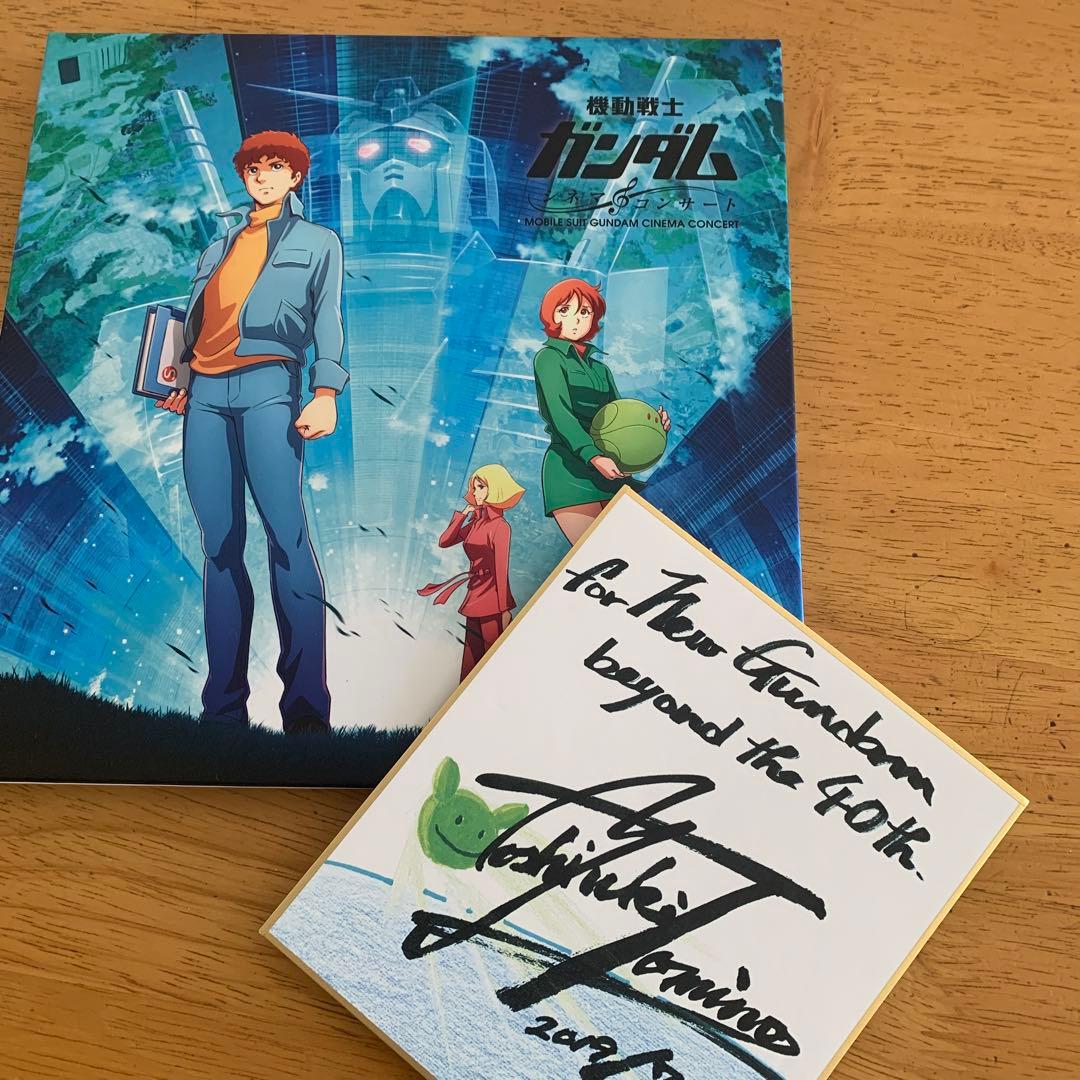 機動戦士
ガンダム
シネマ コンサート
MOBILE SUIT GUNDAM CINEMA CONCERT
for New Gundam
beyond the 40th.
Yoshiyuki Tomino
2019/